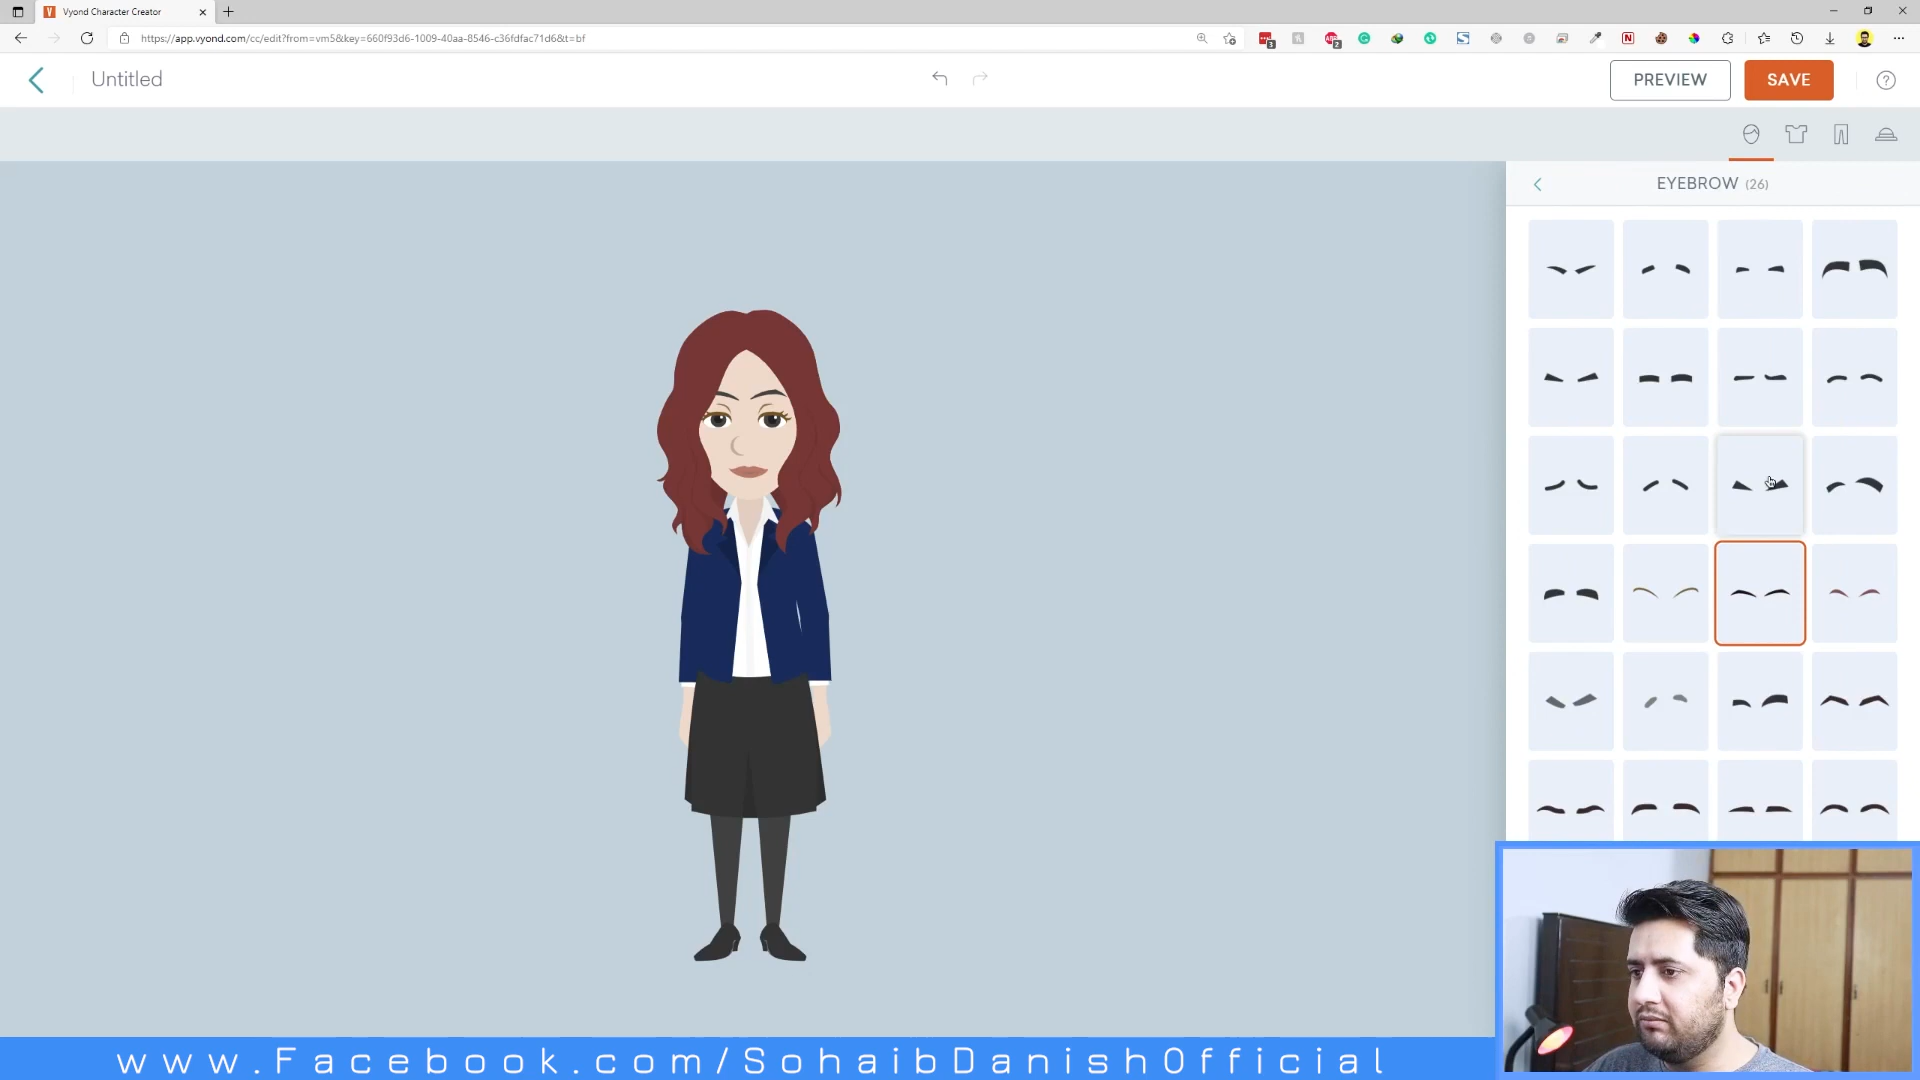 Vyond Character Creator
https://app.vyond.com/cc/edit?from=vm5&key=660f93d6-1009-40aa-8546-c36fdfac71d6&t=bf
Untitled
PREVIEW
SAVE
EYEBROW (26)
www.Facebook.com/SohaibDanishOfficial